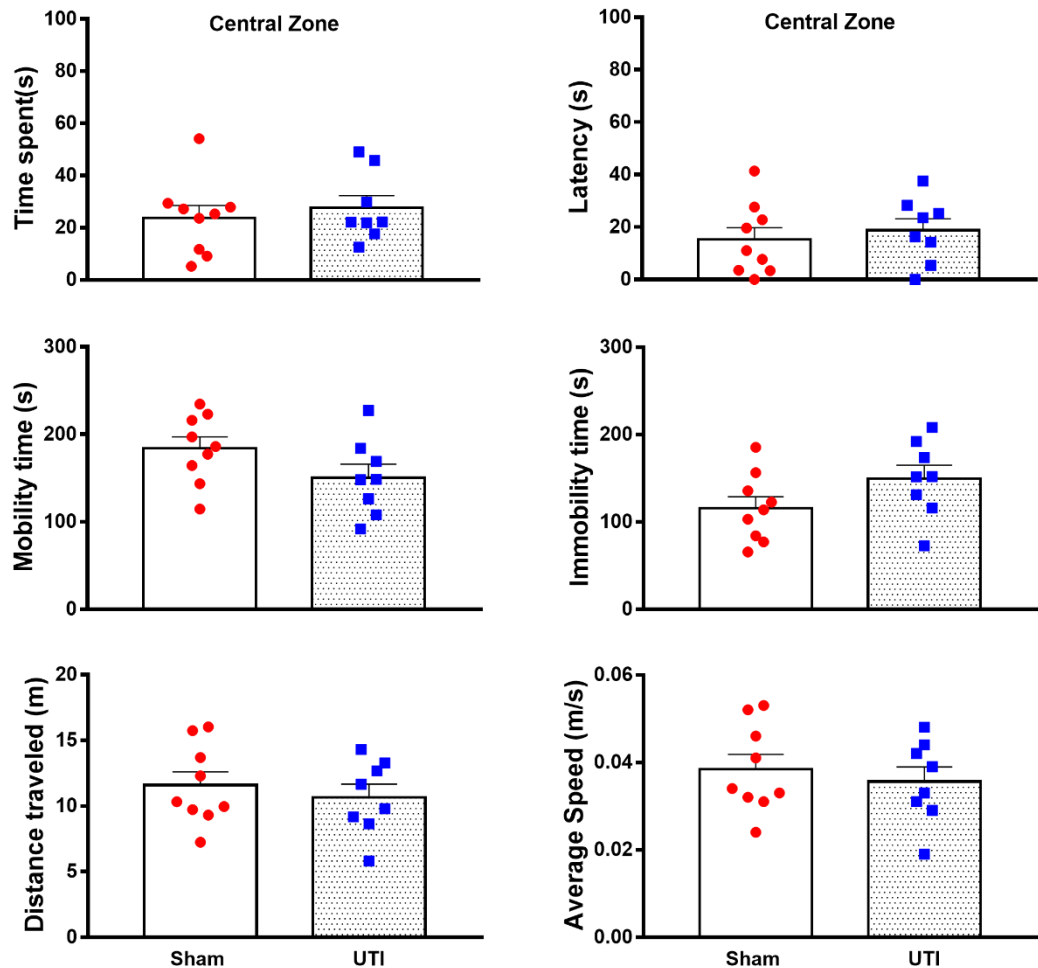 Central Zone
Time spent(s)
100
80
60
40
20
0
Central Zone
Latency (s)
100
80
60
40
20
0
Mobility time (s)
300
200
100
0
Immobility time (s)
300
200
100
0
Distance traveled (m)
20
15
10
5
0
Sham
UTI
Average Speed (m/s)
0.06
0.04
0.02
0.00
Sham
UTI